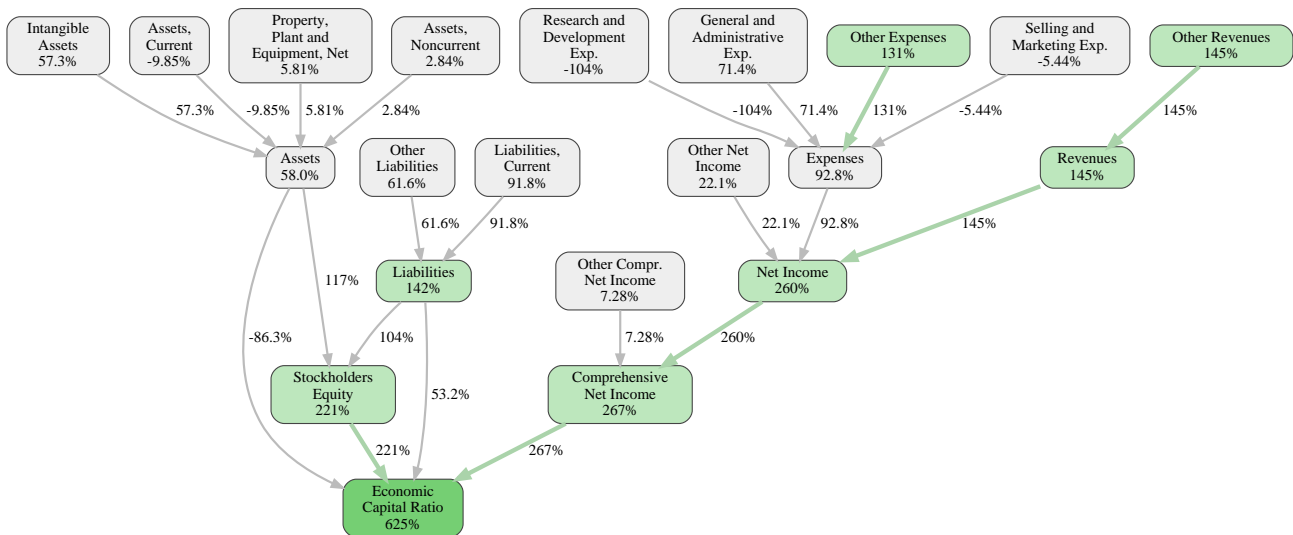 Intangible
Assets
57.3%
Assets,
Current
-9.85%
Property,
Plant and
Equipment, Net
5.81%
Assets,
Noncurrent
2.84%
Research and
Development
Exp.
-104%
General and
Administrative
Exp.
71.4%
Other Expenses
131%
Selling and
Marketing Exp.
-5.44%
Other Revenues
145%
57.3%
-9.85%
5.81%
2.84%
-104%
71.4%
131%
-5.44%
145%
Assets
58.0%
Other
Liabilities
61.6%
Liabilities,
Current
91.8%
Other Net
Income
22.1%
Expenses
92.8%
Revenues
145%
61.6%
91.8%
22.1%
92.8%
145%
Liabilities
142%
Other Compr.
Net Income
7.28%
Net Income
260%
117%
-86.3%
104%
7.28%
260%
Stockholders
Equity
221%
53.2%
Comprehensive
Net Income
267%
221%
267%
Economic
Capital Ratio
625%